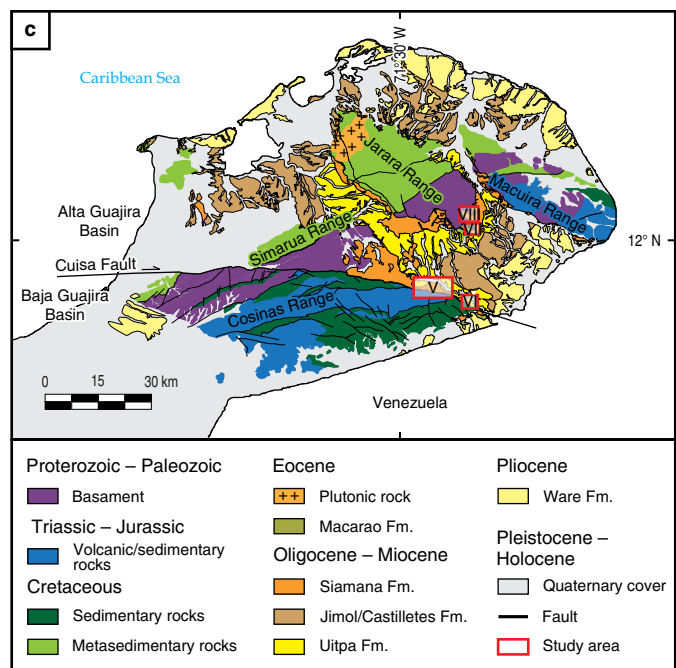 c
Caribbean Sea
71° 30' W
Jarara/Range
Macuira Range
Alta Guajira
Basin
Simarua Range
VIII
VII
12° N
Cuisa Fault
Baja Guajira
Basin
V
VI
Cosinas Range
0 15 30 km
Venezuela
Proterozoic – Paleozoic
Basament
Triassic – Jurassic
Volcanic/sedimentary
rocks
Cretaceous
Sedimentary rocks
Metasedimentary rocks
Eocene
++ Plutonic rock
Macarao Fm.
Oligocene – Miocene
Siamana Fm.
Jimol/Castilletes Fm.
Uitpa Fm.
Pliocene
Ware Fm.
Pleistocene –
Holocene
Quaternary cover
Fault
Study area